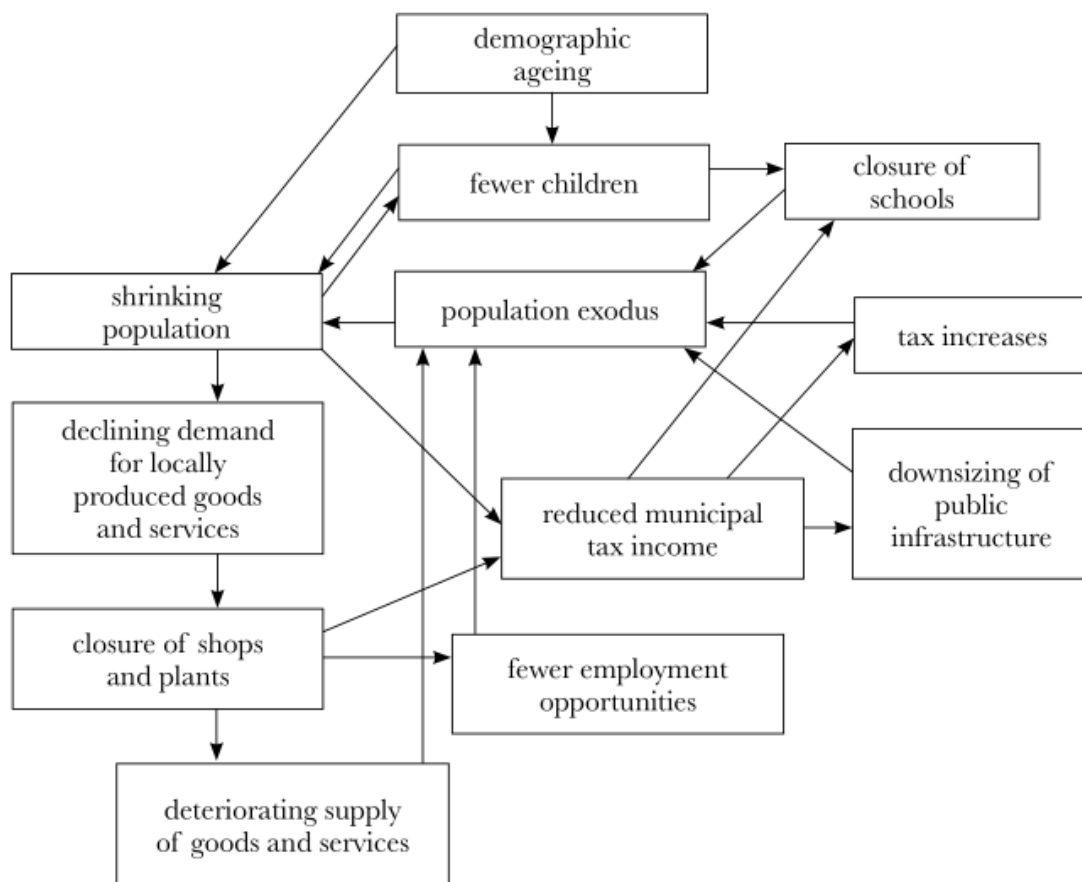 demographic
ageing
fewer children
closure of
schools
shrinking
population
population exodus
tax increases
declining demand
for locally
produced goods
and services
reduced municipal
tax income
downsizing of
public
infrastructure
closure of shops
and plants
fewer employment
opportunities
deteriorating supply
of goods and services